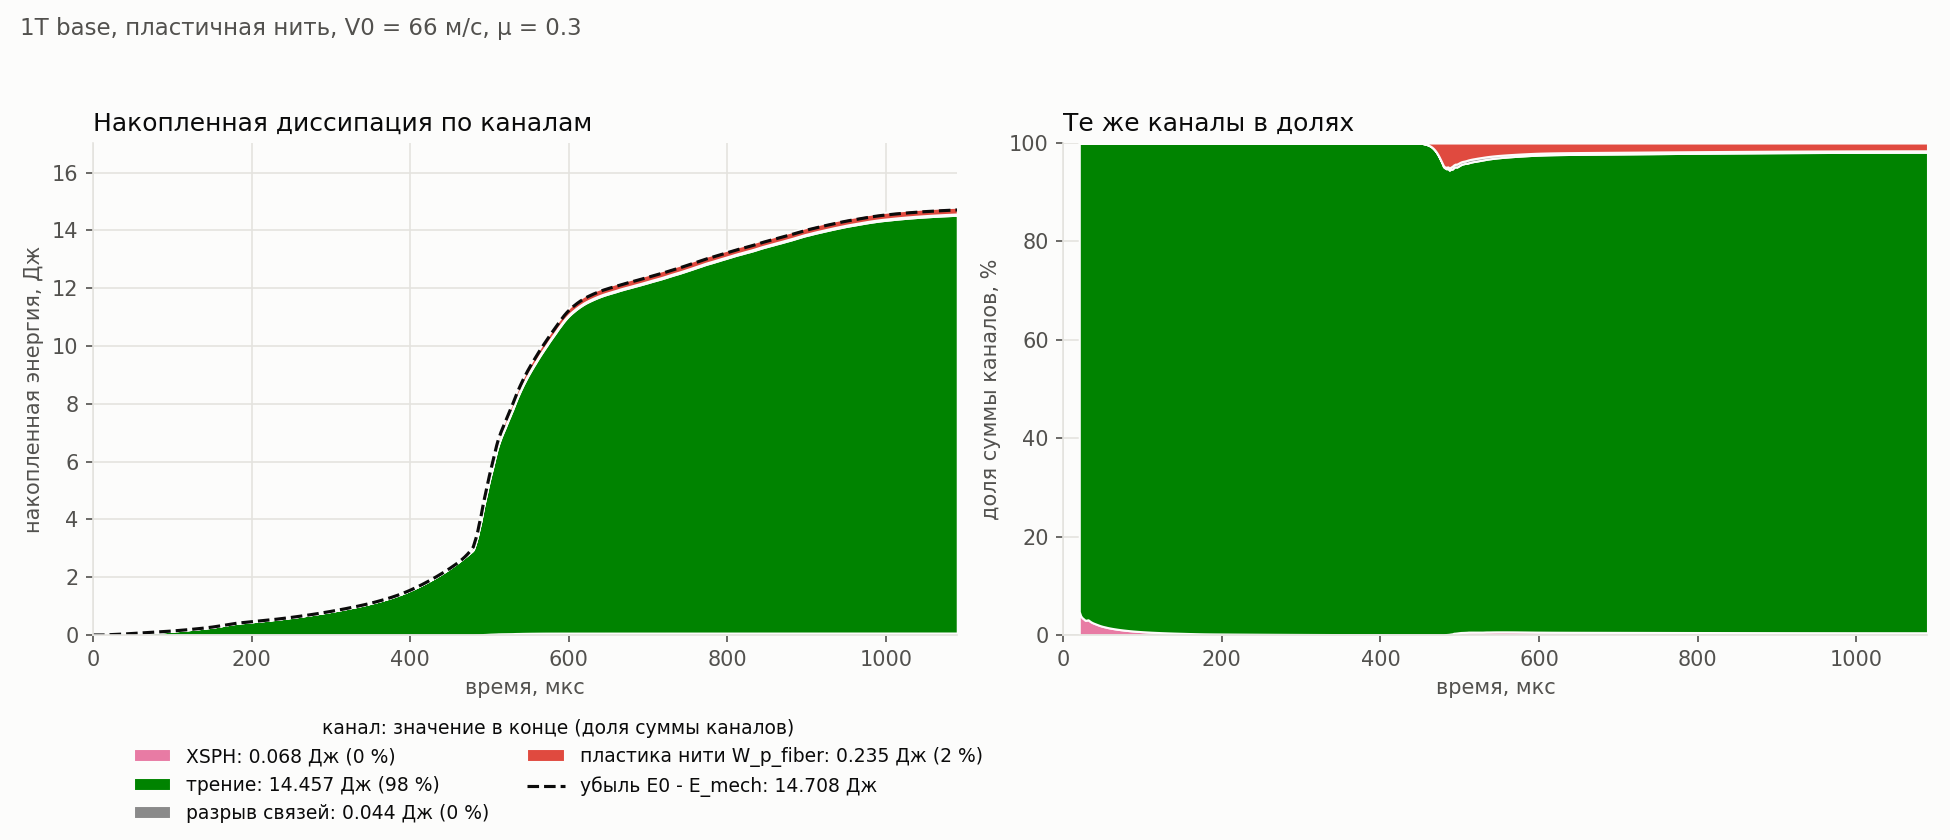 1T base, пластичная нить, V0 = 66 м/с, μ = 0.3
Накопленная диссипация по каналам
накопленная энергия, Дж
16
14
12
10
8
6
4
2
0
0 200 400 600 800 1000
время, мкс
Те же каналы в долях
доля суммы каналов, %
100
80
60
40
20
0
0 200 400 600 800 1000
время, мкс
канал: значение в конце (доля суммы каналов)
XSPH: 0.068 Дж (0 %)
трение: 14.457 Дж (98 %)
разрыв связей: 0.044 Дж (0 %)
пластика нити W_p_fiber: 0.235 Дж (2 %)
убыль E0 - E_mech: 14.708 Дж